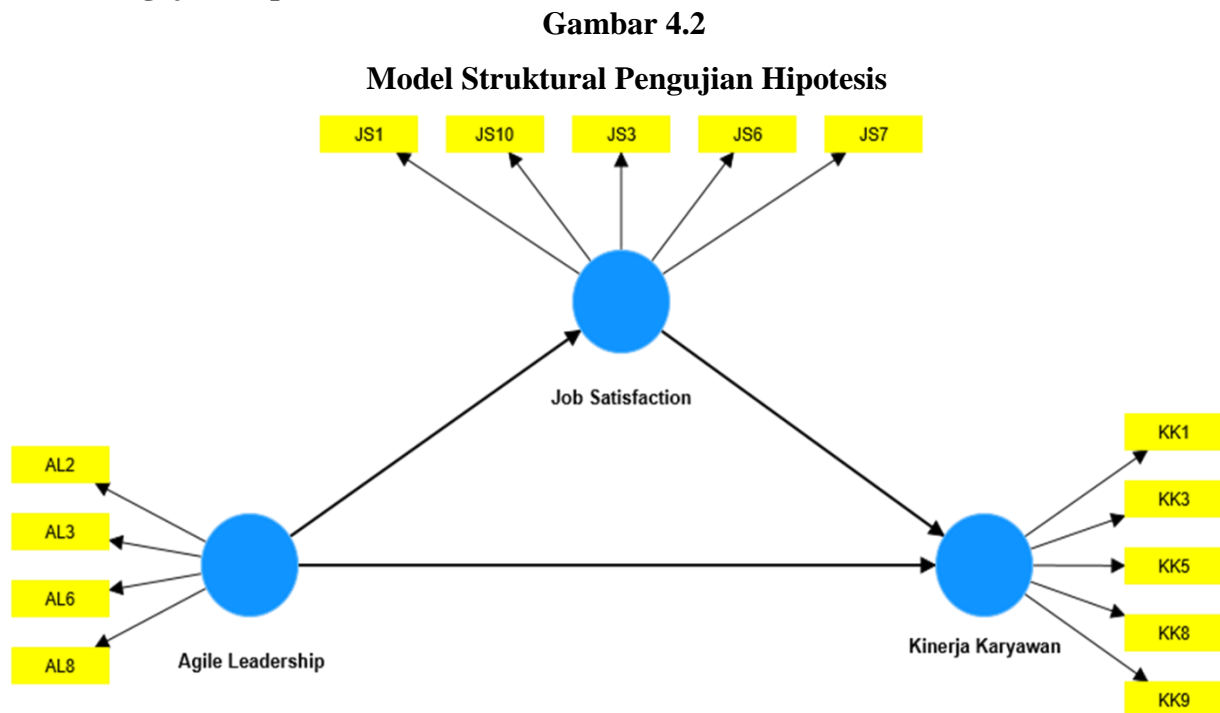 Gambar 4.2
Model Struktural Pengujian Hipotesis
JS1
JS10
JS3
JS6
JS7
Job Satisfaction
AL2
AL3
AL6
AL8
Agile Leadership
KK1
KK3
KK5
KK8
KK9
Kinerja Karyawan